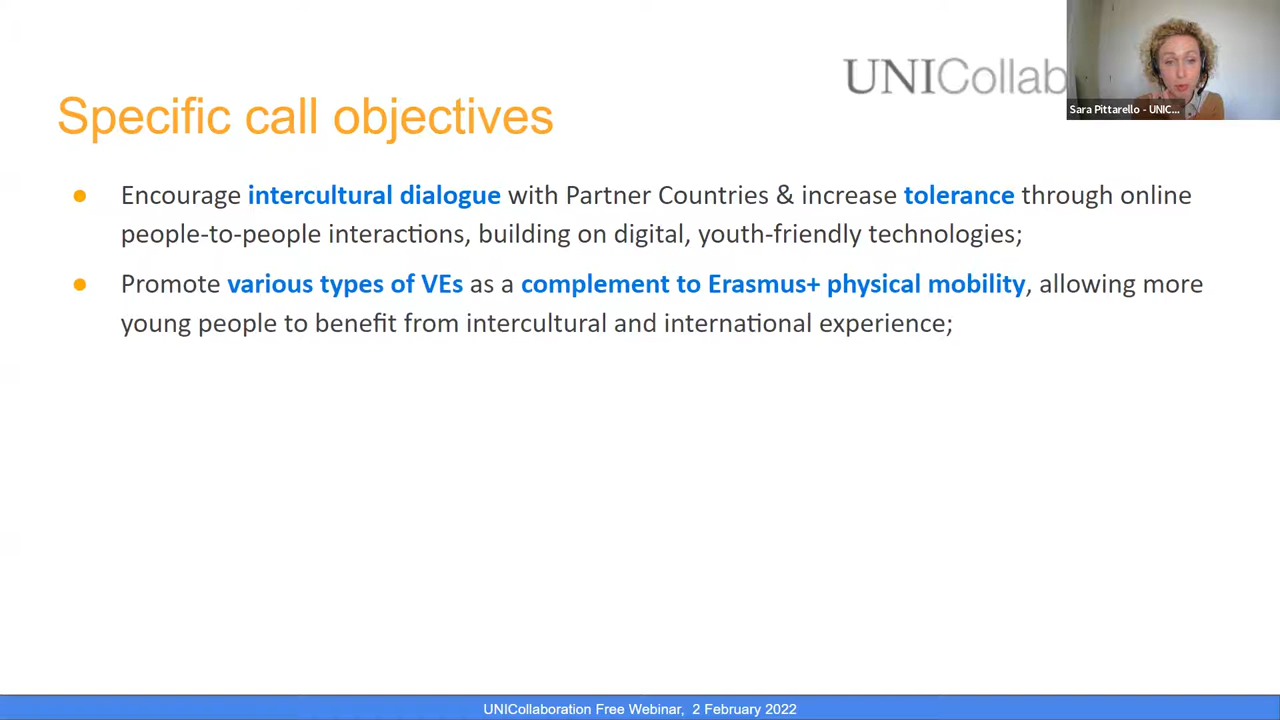 UNICollab
Sara Pittarello - UNIC...
Specific call objectives
● Encourage intercultural dialogue with Partner Countries & increase tolerance through online
people-to-people interactions, building on digital, youth-friendly technologies;
● Promote various types of VEs as a complement to Erasmus+ physical mobility, allowing more
young people to benefit from intercultural and international experience;
UNICollaboration Free Webinar, 2 February 2022